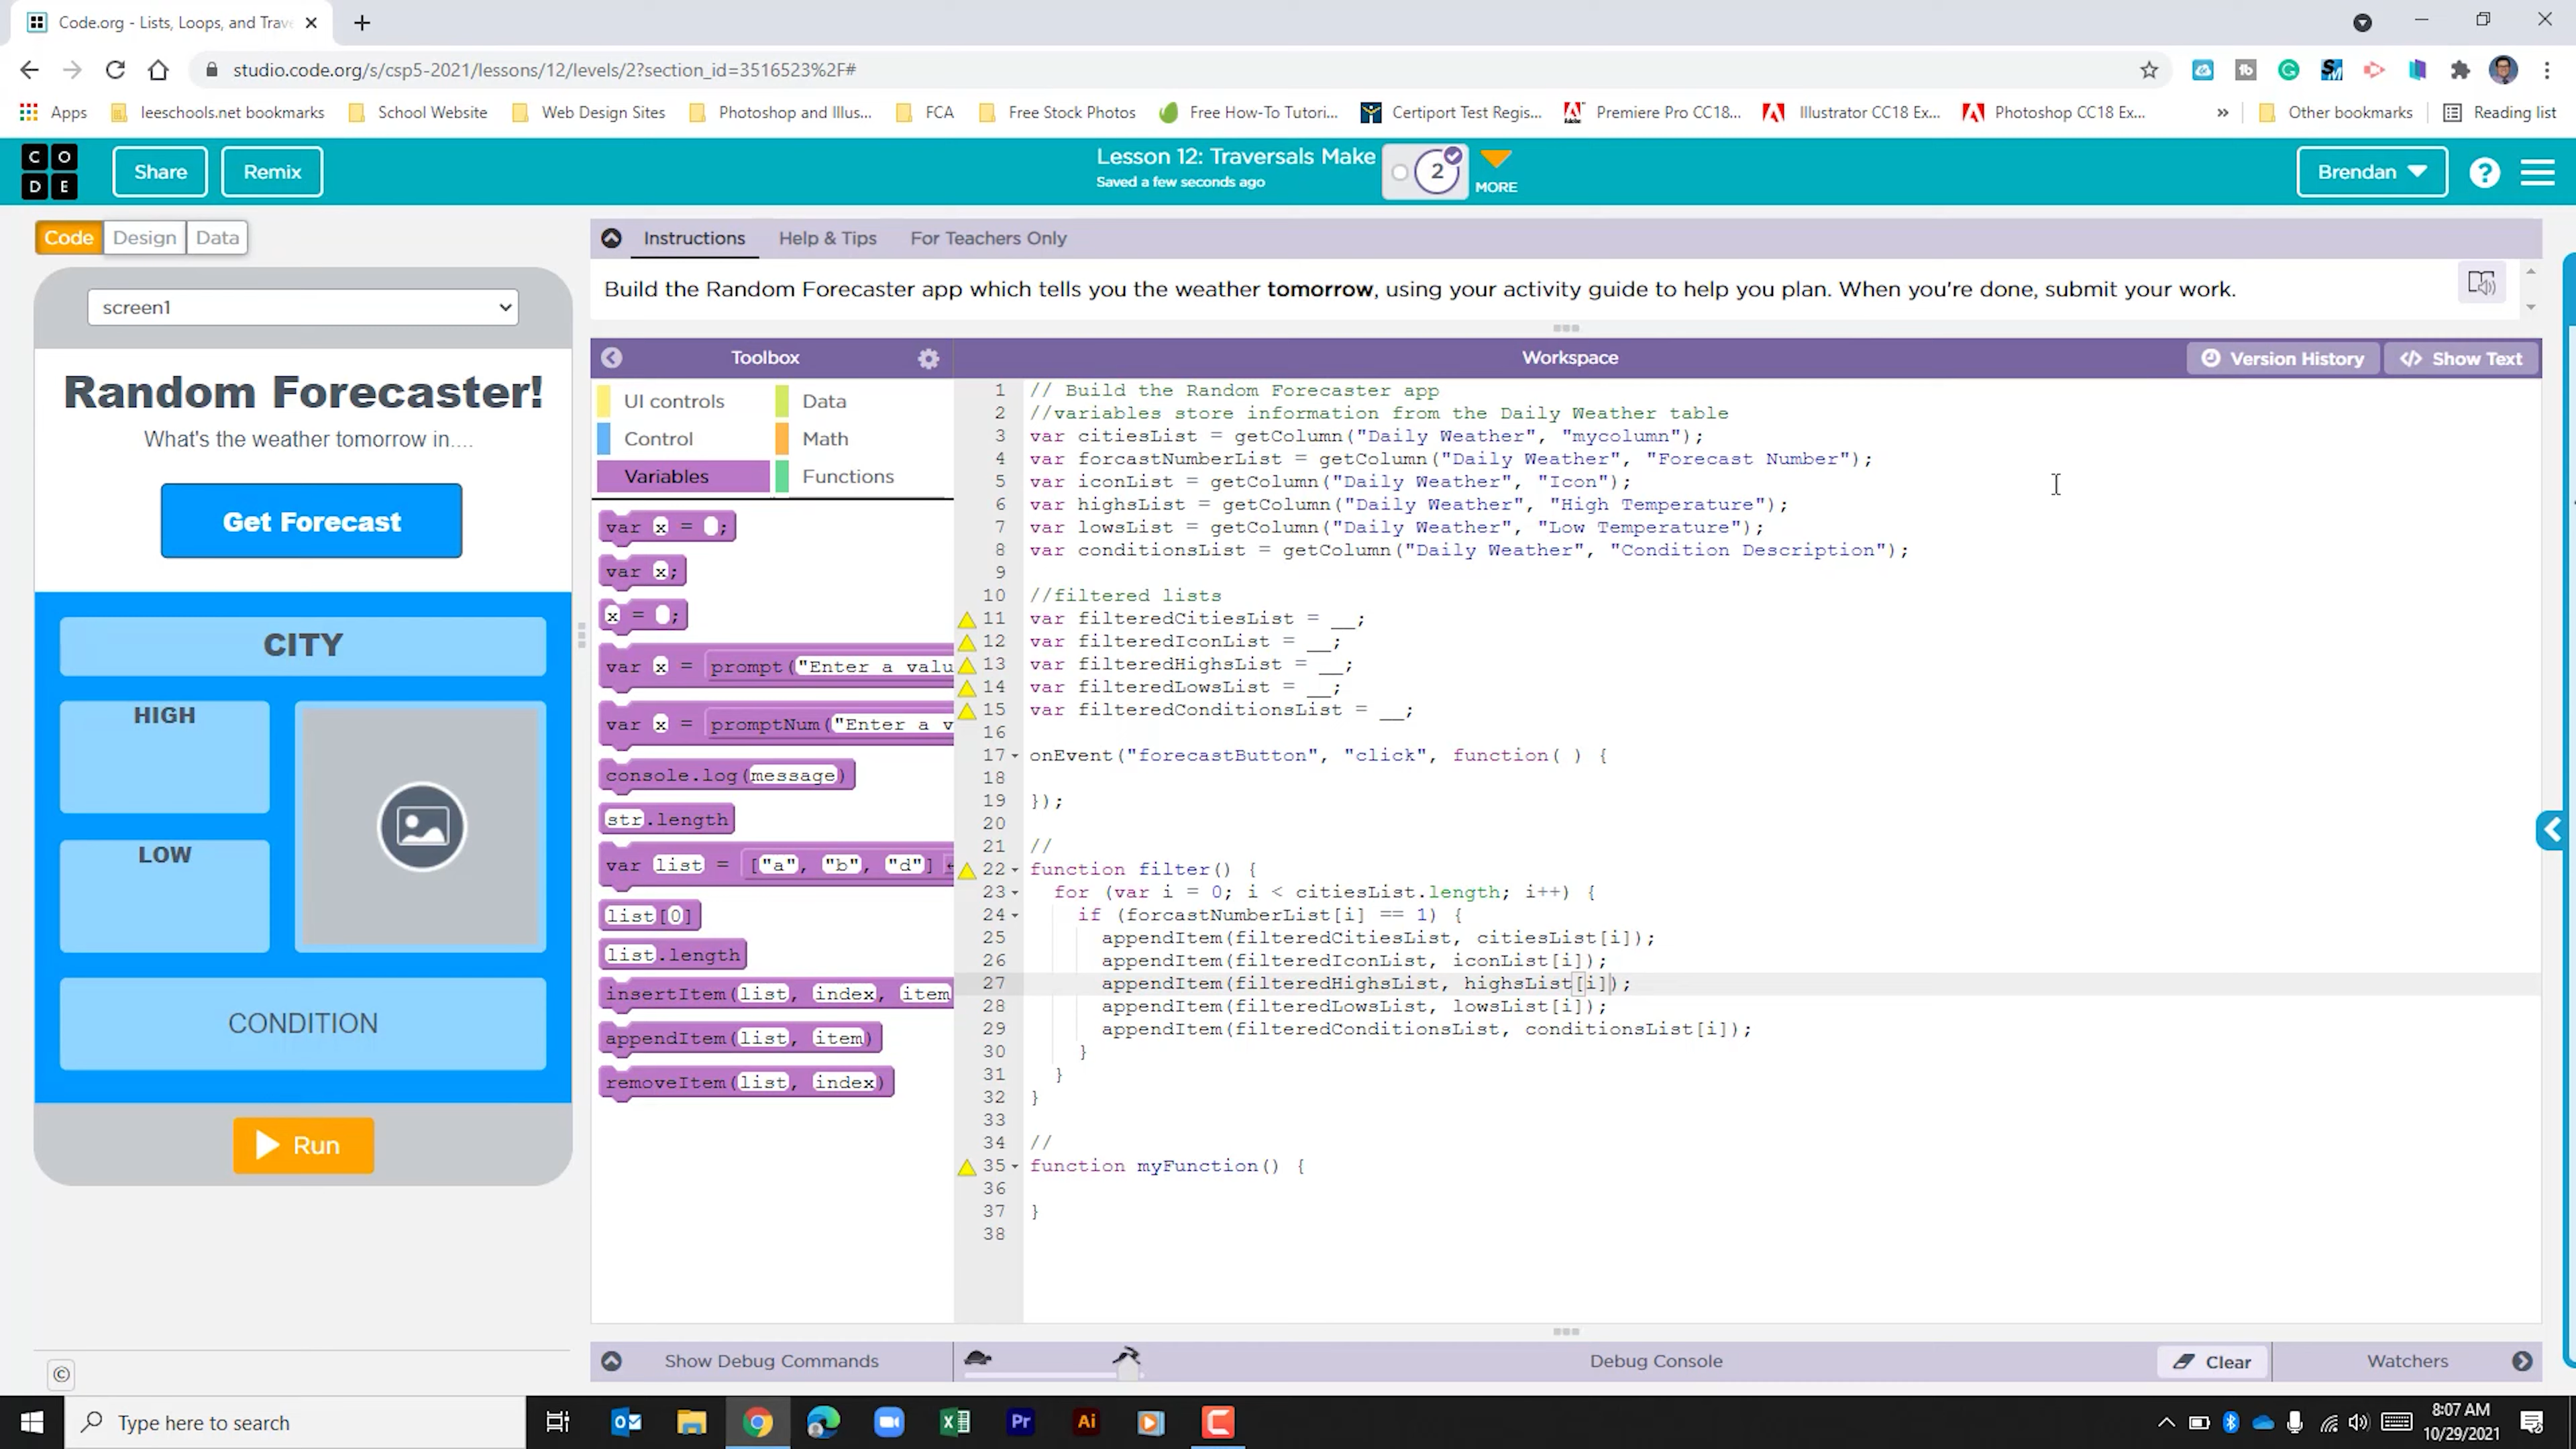 Code.org - Lists, Loops, and Trave
studio.code.org/s/csp5-2021/lessons/12/levels/2?section_id=3516523%2F#
Apps leeschools.net bookmarks School Website Web Design Sites Photoshop and Illus... FCA Free Stock Photos Free How-To Tutori... Certiport Test Regis... Premiere Pro CC18... Illustrator CC18 Ex... Photoshop CC18 Ex... » Other bookmarks Reading list
C O D E
Share Remix
Lesson 12: Traversals Make
Saved a few seconds ago
2
MORE
Brendan
?
Code Design Data
Instructions Help & Tips For Teachers Only
Build the Random Forecaster app which tells you the weather tomorrow, using your activity guide to help you plan. When you're done, submit your work.
screen1
Random Forecaster!
What's the weather tomorrow in....
Get Forecast
CITY
HIGH
LOW
CONDITION
Run
Toolbox
UI controls Data
Control Math
Variables Functions
var x = ;
var x;
x = ;
var x = prompt("Enter a valu
var x = promptNum("Enter a v
console.log(message)
str.length
var list = ["a", "b", "d"]
list[0]
list.length
insertItem(list, index, item
appendItem(list, item)
removeItem(list, index)
Workspace
Version History Show Text
1 // Build the Random Forecaster app
2 //variables store information from the Daily Weather table
3 var citiesList = getColumn("Daily Weather", "mycolumn");
4 var forcastNumberList = getColumn("Daily Weather", "Forecast Number");
5 var iconList = getColumn("Daily Weather", "Icon");
6 var highsList = getColumn("Daily Weather", "High Temperature");
7 var lowsList = getColumn("Daily Weather", "Low Temperature");
8 var conditionsList = getColumn("Daily Weather", "Condition Description");
9
10 //filtered lists
11 var filteredCitiesList = __;
12 var filteredIconList = __;
13 var filteredHighsList = __;
14 var filteredLowsList = __;
15 var filteredConditionsList = __;
16
17 onEvent("forecastButton", "click", function( ) {
18
19 });
20
21 //
22 function filter() {
23 for (var i = 0; i < citiesList.length; i++) {
24 if (forcastNumberList[i] == 1) {
25 appendItem(filteredCitiesList, citiesList[i]);
26 appendItem(filteredIconList, iconList[i]);
27 appendItem(filteredHighsList, highsList[i]);
28 appendItem(filteredLowsList, lowsList[i]);
29 appendItem(filteredConditionsList, conditionsList[i]);
30 }
31 }
32 }
33
34 //
35 function myFunction() {
36
37 }
38
Show Debug Commands Debug Console Clear Watchers
©
Type here to search
Pr Ai
8:07 AM
10/29/2021